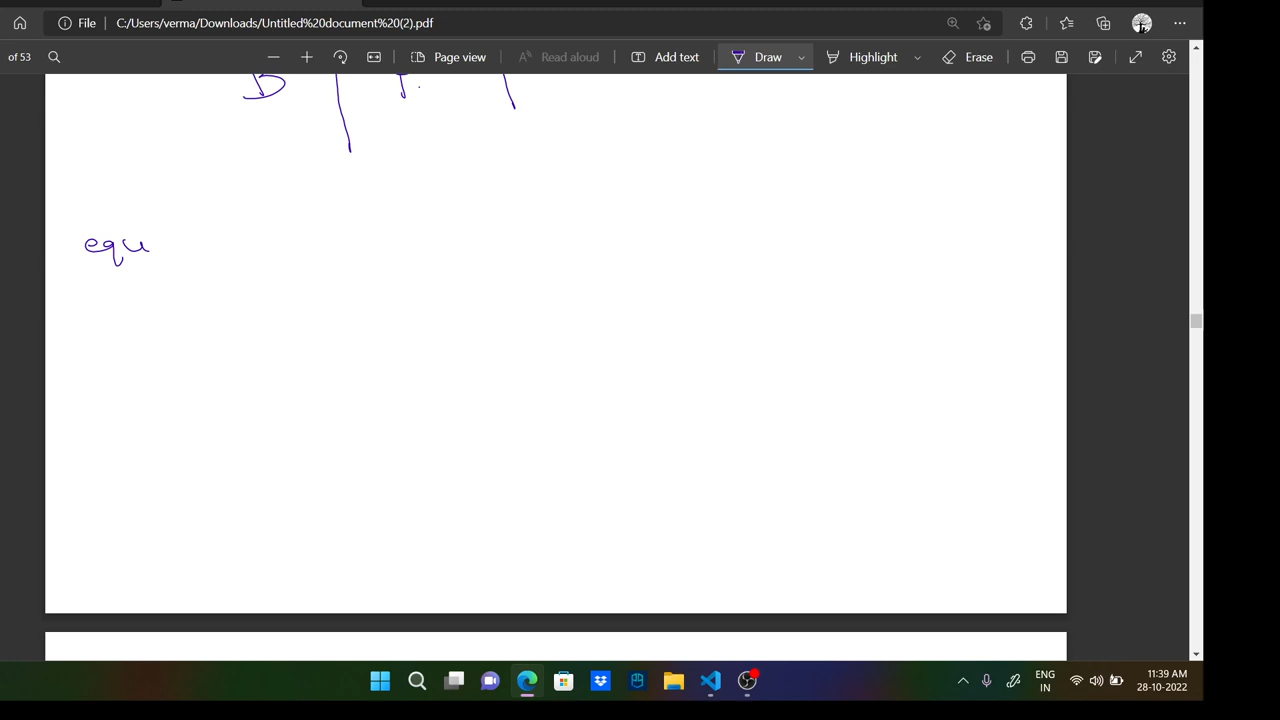 File C:/Users/verma/Downloads/Untitled%20document%20(2).pdf
of 53 Page view Read aloud Add text Draw Highlight Erase
equ
ENG 11:39 AM
IN 28-10-2022